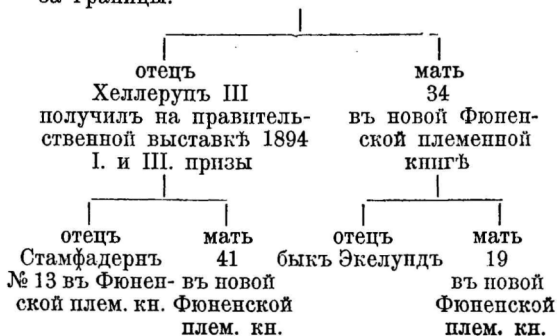 за границы.
отецъ мать
Хеллерупъ III 34
получилъ на правитель- въ новой Фюнен-
ственной выставкѣ 1894 ской племенной
I. и III. призы книгѣ
отецъ мать отецъ мать
Стамфадернъ 41 быкъ Экелундъ 19
№ 13 въ Фюнен- въ новой въ новой
ской плем. кн. Фюненской Фюненской
плем. кн. плем. кн.